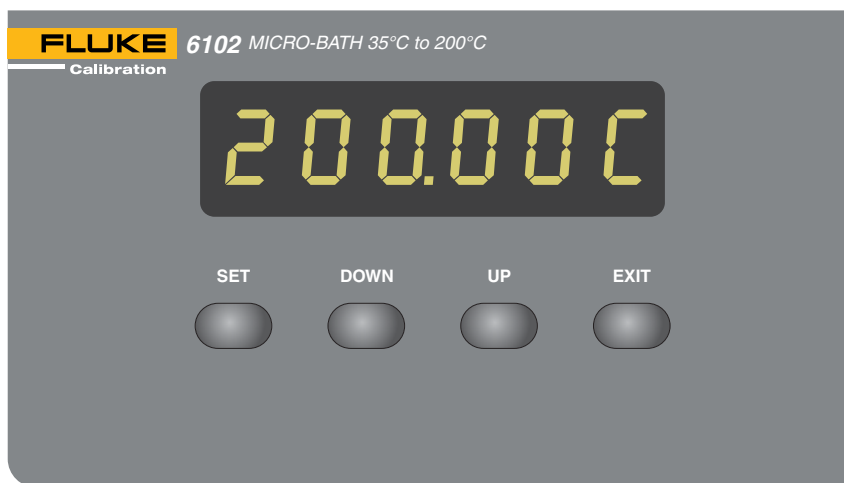 FLUKE 6102 MICRO-BATH 35°C to 200°C
Calibration
200.00C
SET DOWN UP EXIT